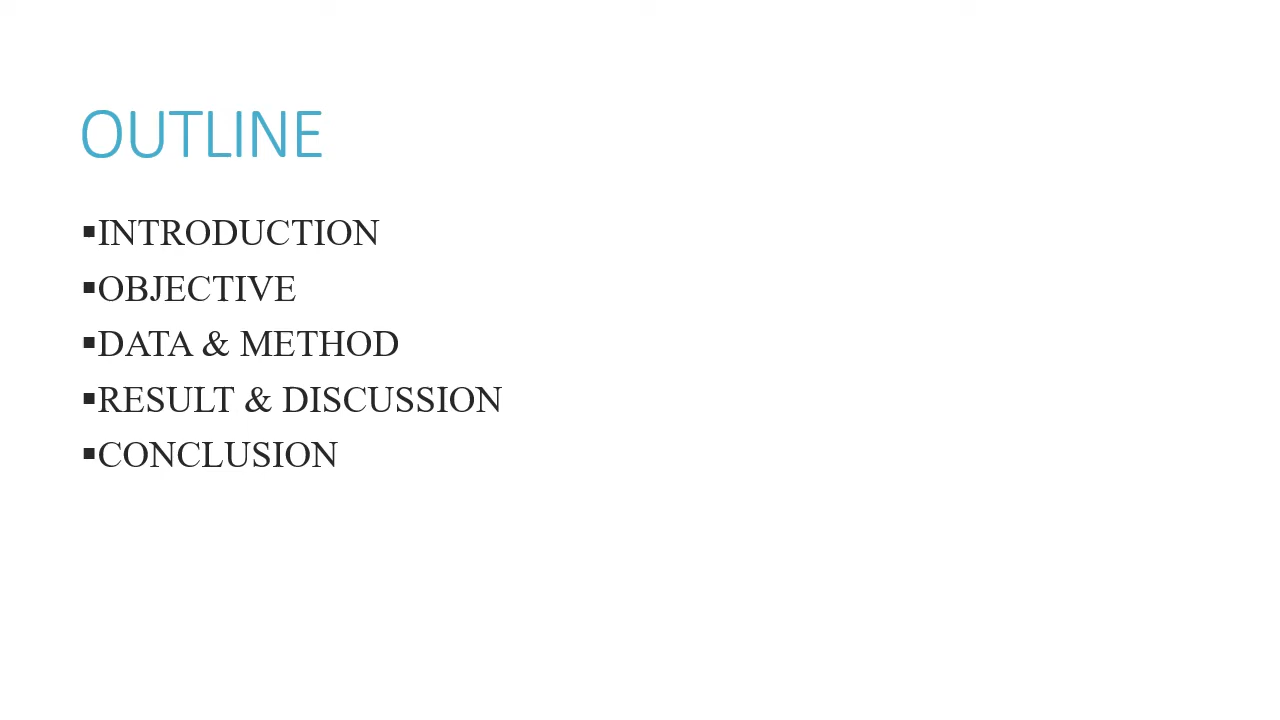 OUTLINE
▪INTRODUCTION
▪OBJECTIVE
▪DATA & METHOD
▪RESULT & DISCUSSION
▪CONCLUSION